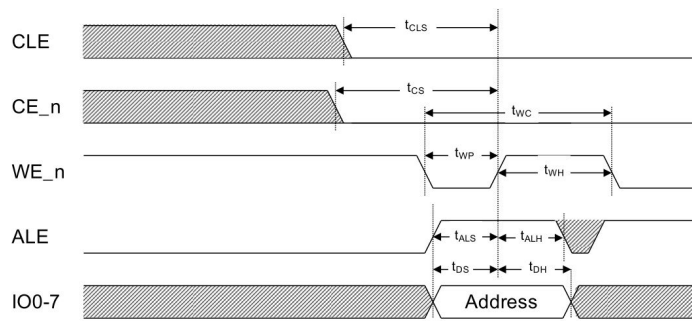 CLE
tCLS
CE_n
tCS
tWC
WE_n
tWP
tWH
ALE
tALS
tALH
tDS
tDH
IO0-7
Address